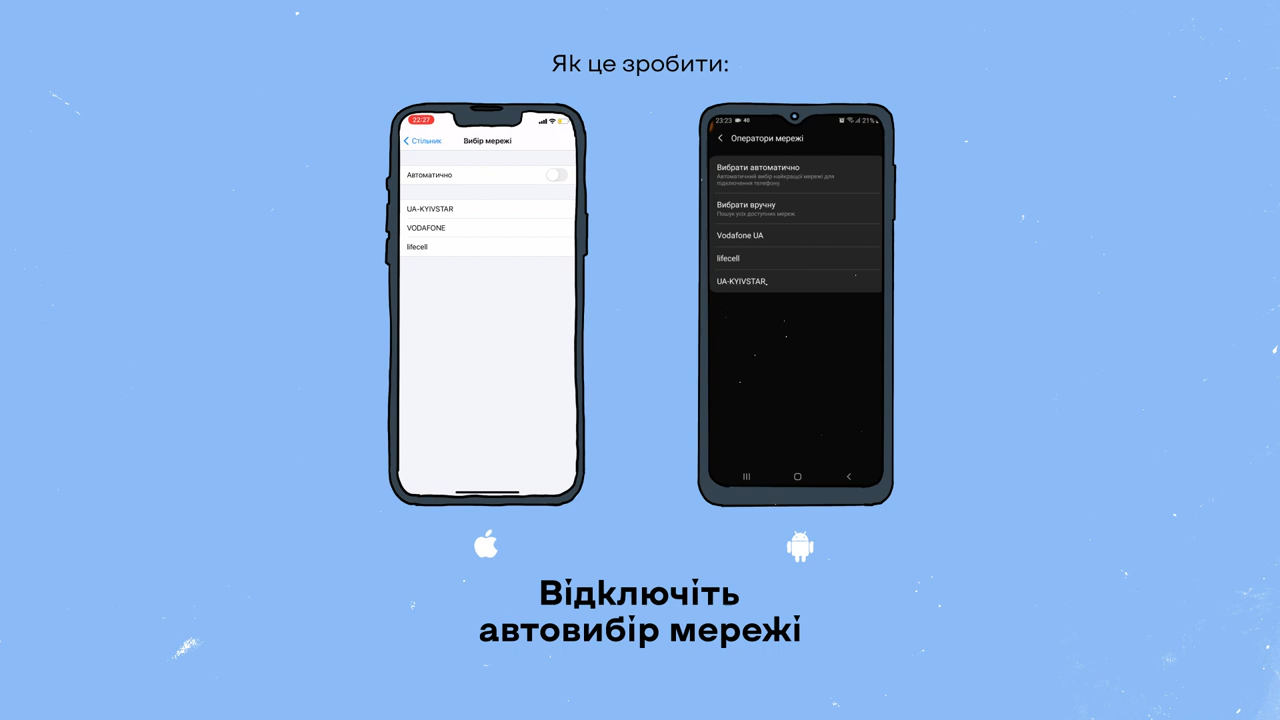 Як це зробити:
22:27
Стільник
Вибір мережі
Автоматично
UA-KYIVSTAR
VODAFONE
lifecell
23:23
4G
21%
Оператори мережі
Вибрати автоматично
Автоматичний вибір найкращої мережі для
підключення телефону.
Вибрати вручну
Пошук усіх доступних мереж.
Vodafone UA
lifecell
UA-KYIVSTAR
Відключіть
автовибір мережі